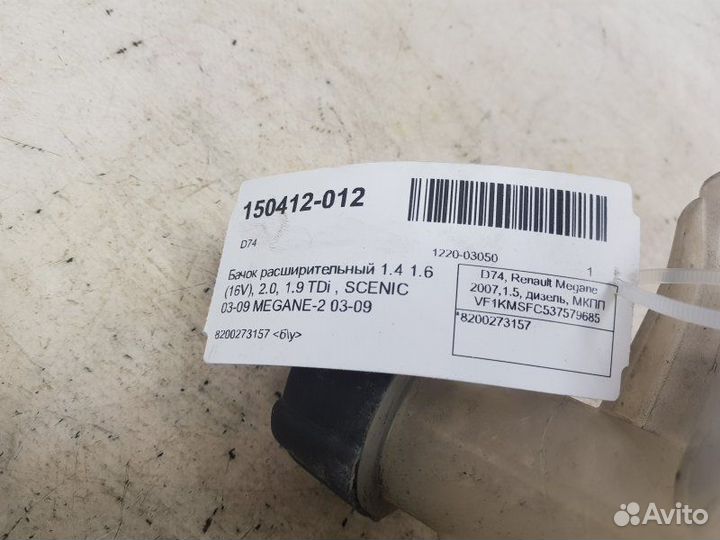 150412-012
D74
1220-03050
1
Бачок расширительный 1.4 1.6
(16V), 2.0, 1.9 TDi , SCENIC
03-09 MEGANE-2 03-09
8200273157 <б\у>
D74, Renault Megane
2007,1.5, дизель, МКПП
VF1KMSFC537579685
*8200273157
Avito